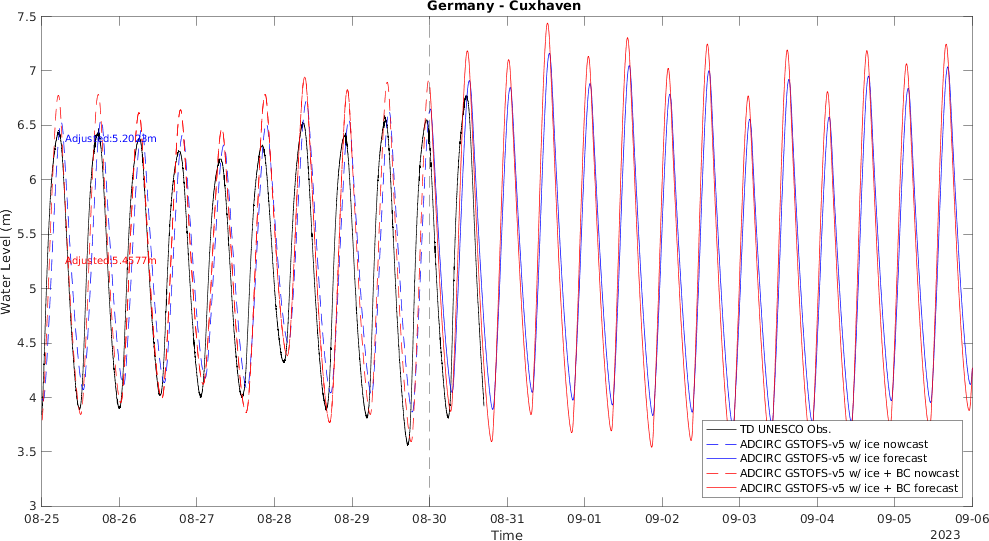 Germany - Cuxhaven
7.5
7
6.5
6
5.5
5
4.5
4
3.5
3
Water Level (m)
Adjusted:5.2023m
Adjusted:5.4577m
TD UNESCO Obs.
ADCIRC GSTOFS-v5 w/ ice nowcast
ADCIRC GSTOFS-v5 w/ ice forecast
ADCIRC GSTOFS-v5 w/ ice + BC nowcast
ADCIRC GSTOFS-v5 w/ ice + BC forecast
08-25 08-26 08-27 08-28 08-29 08-30 08-31 09-01 09-02 09-03 09-04 09-05 09-06
Time
2023